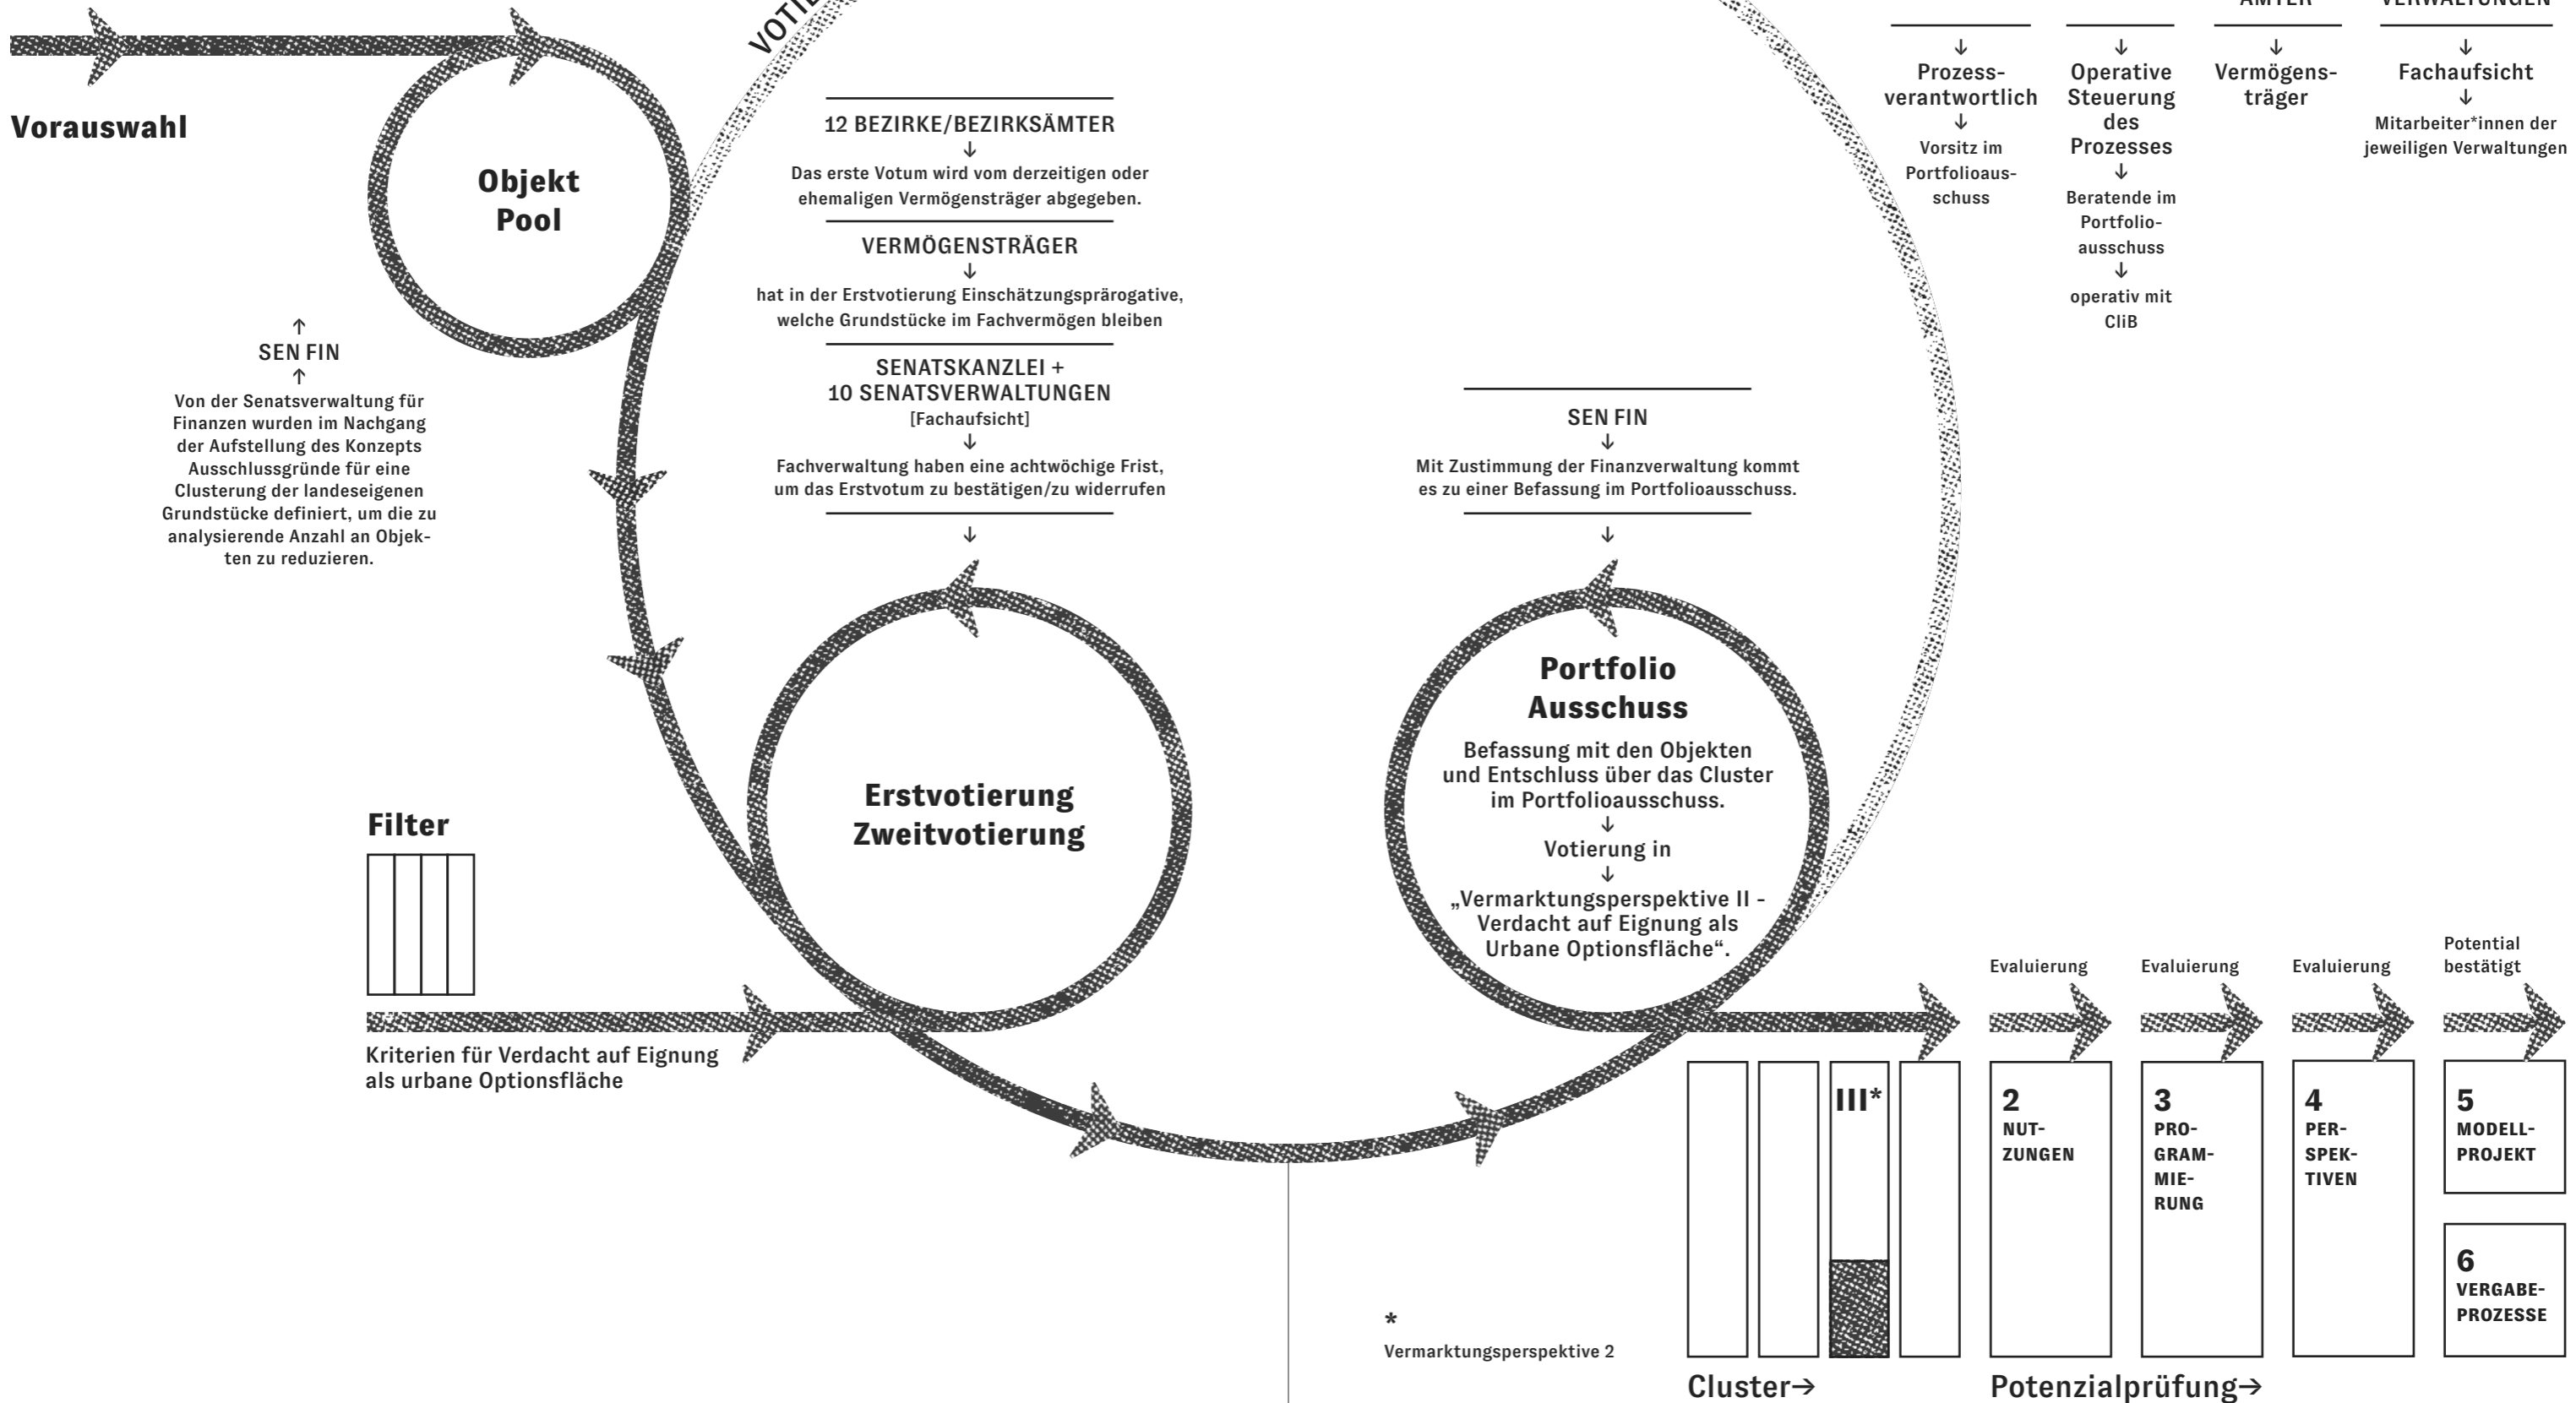 VOTIE
ÄMTER
VERWALTUNGEN
↓
Prozess-
verantwortlich
↓
Vorsitz im
Portfolioaus-
schuss
↓
Operative
Steuerung
des
Prozesses
↓
Beratende im
Portfolio-
ausschuss
↓
operativ mit
CliB
↓
Vermögens-
träger
↓
Fachaufsicht
↓
Mitarbeiter*innen der
jeweiligen Verwaltungen
Vorauswahl
Objekt
Pool
↑
SEN FIN
↑
Von der Senatsverwaltung für
Finanzen wurden im Nachgang
der Aufstellung des Konzepts
Ausschlussgründe für eine
Clusterung der landeseigenen
Grundstücke definiert, um die zu
analysierende Anzahl an Objek-
ten zu reduzieren.
12 BEZIRKE/BEZIRKSÄMTER
↓
Das erste Votum wird vom derzeitigen oder
ehemaligen Vermögensträger abgegeben.
VERMÖGENSTRÄGER
↓
hat in der Erstvotierung Einschätzungsprärogative,
welche Grundstücke im Fachvermögen bleiben
SENATSKANZLEI +
10 SENATSVERWALTUNGEN
[Fachaufsicht]
↓
Fachverwaltung haben eine achtwöchige Frist,
um das Erstvotum zu bestätigen/zu widerrufen
↓
SEN FIN
↓
Mit Zustimmung der Finanzverwaltung kommt
es zu einer Befassung im Portfolioausschuss.
↓
Erstvotierung
Zweitvotierung
Portfolio
Ausschuss
Befassung mit den Objekten
und Entschluss über das Cluster
im Portfolioausschuss.
↓
Votierung in
↓
„Vermarktungsperspektive II -
Verdacht auf Eignung als
Urbane Optionsfläche“.
Filter
Kriterien für Verdacht auf Eignung
als urbane Optionsfläche
Evaluierung
Evaluierung
Evaluierung
Potential
bestätigt
III*
2
NUT-
ZUNGEN
3
PRO-
GRAM-
MIE-
RUNG
4
PER-
SPEK-
TIVEN
5
MODELL-
PROJEKT
6
VERGABE-
PROZESSE
*
Vermarktungsperspektive 2
Cluster→
Potenzialprüfung→